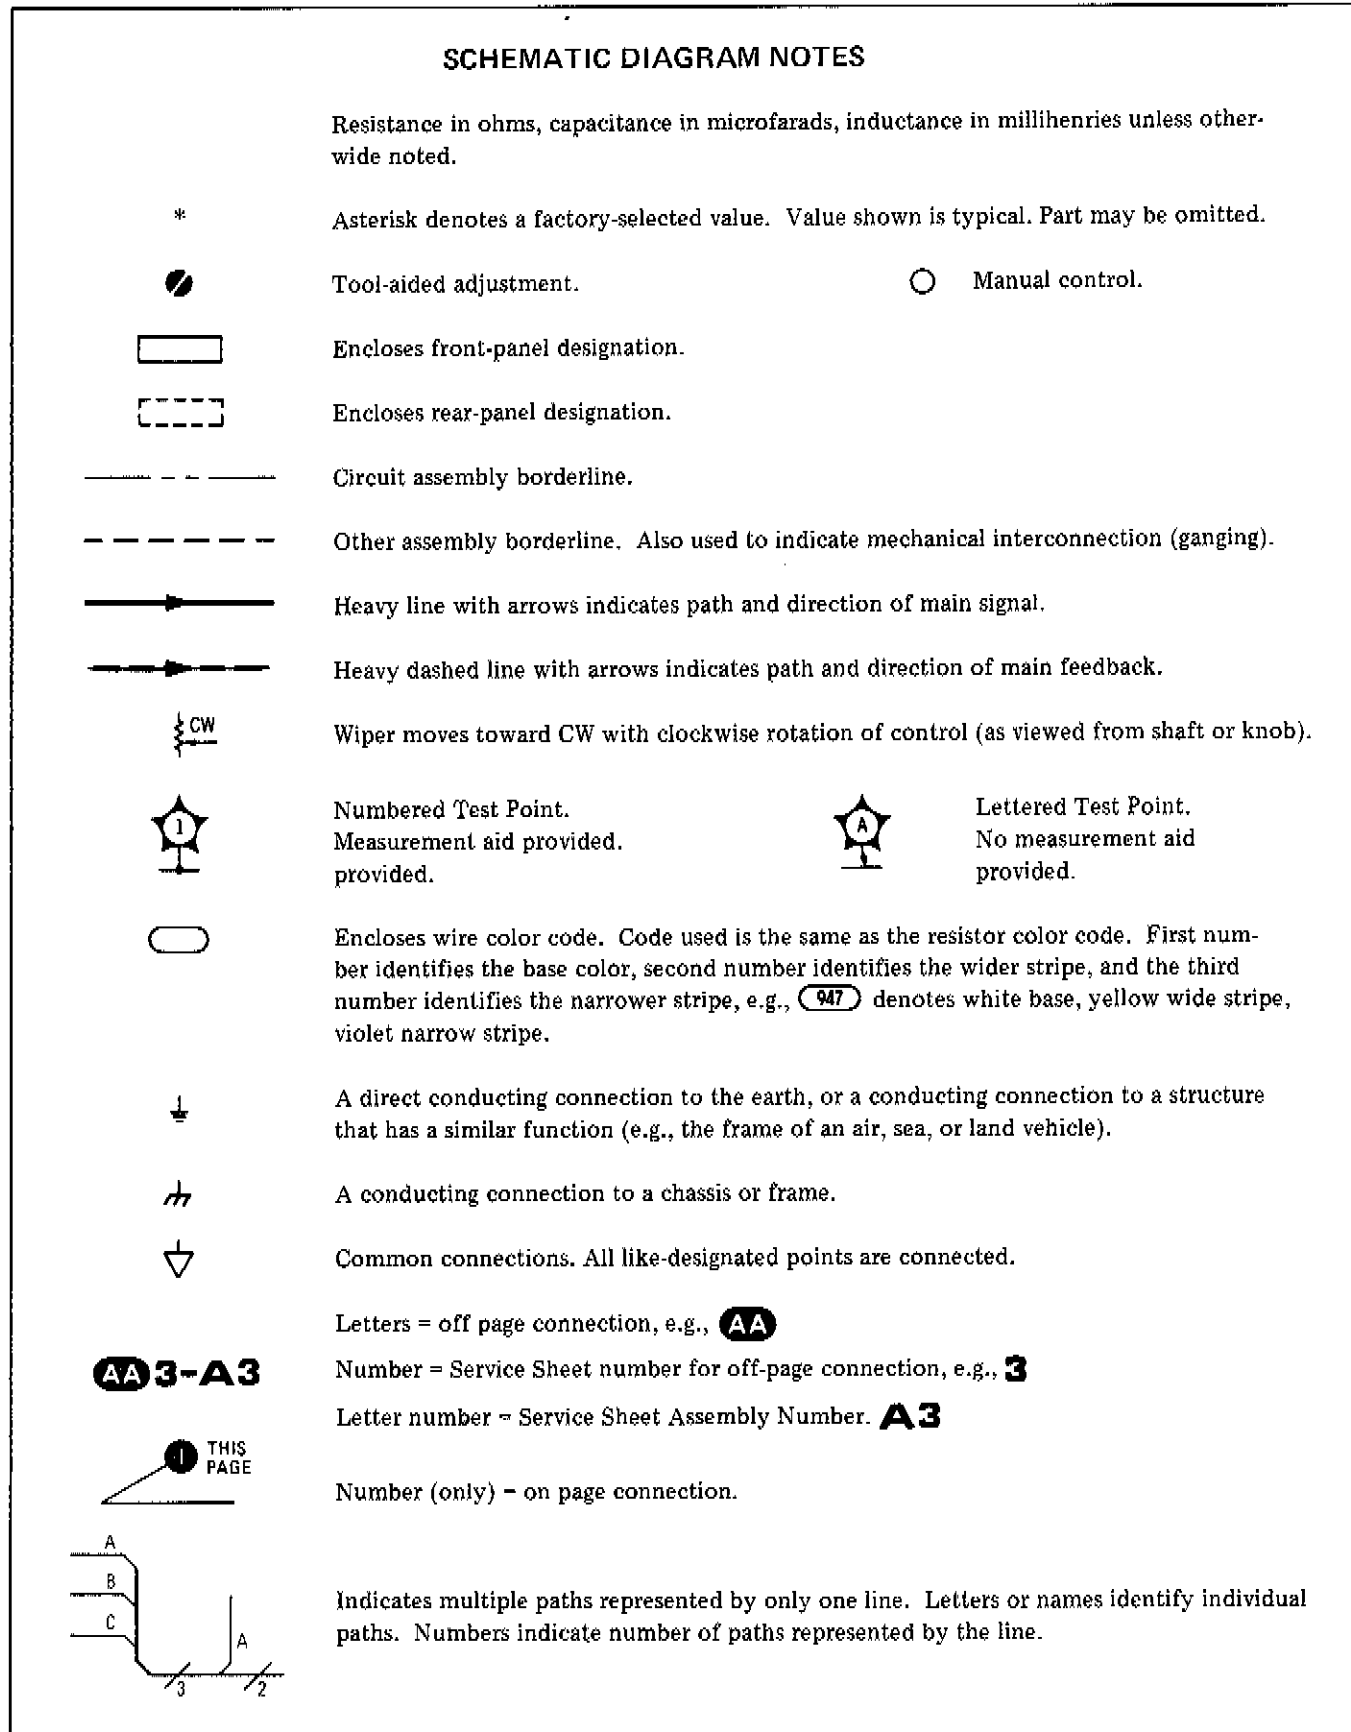 SCHEMATIC DIAGRAM NOTES
Resistance in ohms, capacitance in microfarads, inductance in millihenries unless other-
wide noted.
* Asterisk denotes a factory-selected value. Value shown is typical. Part may be omitted.
Tool-aided adjustment. Manual control.
Encloses front-panel designation.
Encloses rear-panel designation.
Circuit assembly borderline.
Other assembly borderline. Also used to indicate mechanical interconnection (ganging).
Heavy line with arrows indicates path and direction of main signal.
Heavy dashed line with arrows indicates path and direction of main feedback.
CW Wiper moves toward CW with clockwise rotation of control (as viewed from shaft or knob).
1
Numbered Test Point.
Measurement aid provided.
provided.
A
Lettered Test Point.
No measurement aid
provided.
Encloses wire color code. Code used is the same as the resistor color code. First num-
ber identifies the base color, second number identifies the wider stripe, and the third
number identifies the narrower stripe, e.g., 947 denotes white base, yellow wide stripe,
violet narrow stripe.
A direct conducting connection to the earth, or a conducting connection to a structure
that has a similar function (e.g., the frame of an air, sea, or land vehicle).
A conducting connection to a chassis or frame.
Common connections. All like-designated points are connected.
Letters = off page connection, e.g., AA
AA 3-A3 Number = Service Sheet number for off-page connection, e.g., 3
Letter number = Service Sheet Assembly Number. A3
1 THIS
PAGE
Number (only) = on page connection.
A
B
C
A
3
2
Indicates multiple paths represented by only one line. Letters or names identify individual
paths. Numbers indicate number of paths represented by the line.